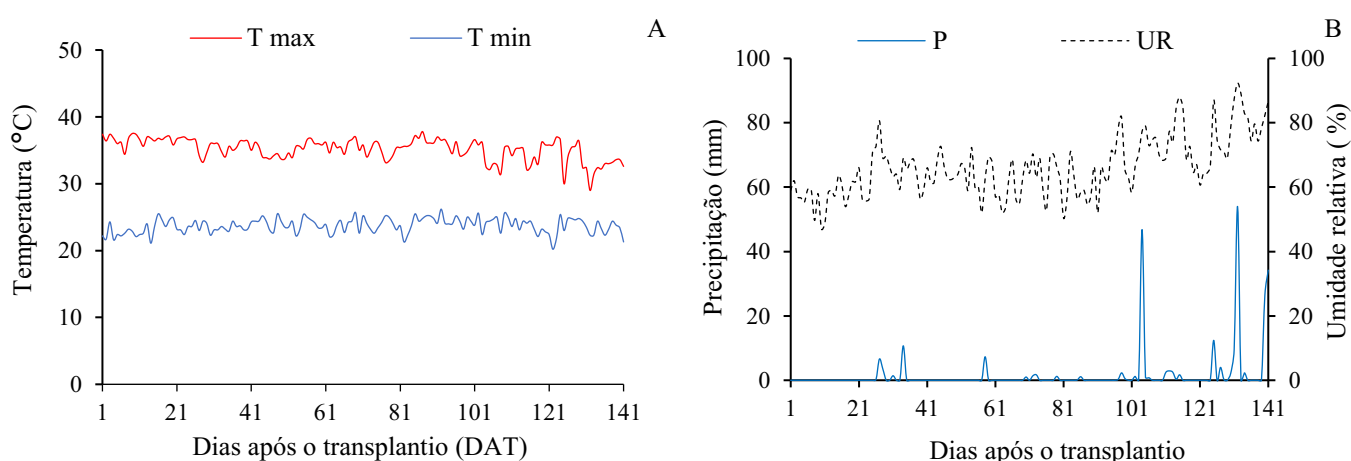 T max T min A
50
40
30
20
10
0
Temperatura (°C)
1 21 41 61 81 101 121 141
Dias após o transplantio (DAT)
P UR B
100
80
60
40
20
0
Precipitação (mm)
100
80
60
40
20
0
Umidade relativa ( %)
1 21 41 61 81 101 121 141
Dias após o transplantio